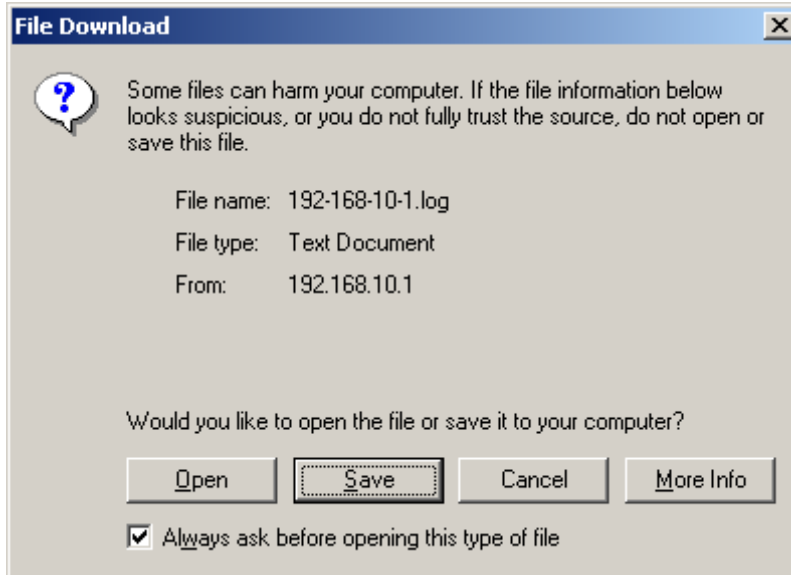 File Download
Some files can harm your computer. If the file information below
looks suspicious, or you do not fully trust the source, do not open or
save this file.
File name: 192-168-10-1.log
File type: Text Document
From: 192.168.10.1
Would you like to open the file or save it to your computer?
Open Save Cancel More Info
Always ask before opening this type of file